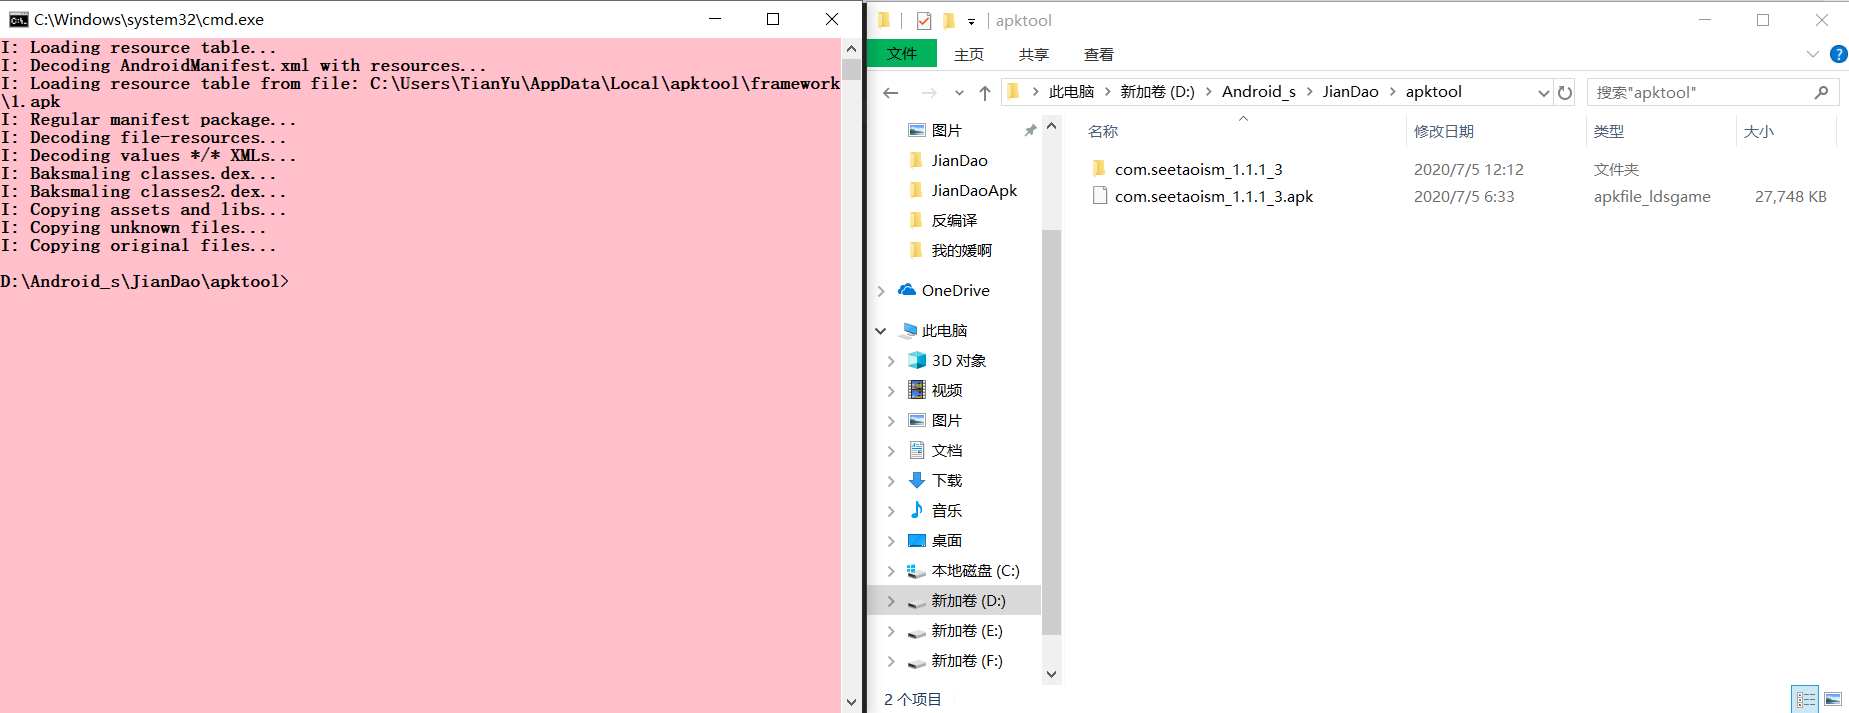 C:\Windows\system32\cmd.exe
I: Loading resource table...
I: Decoding AndroidManifest.xml with resources...
I: Loading resource table from file: C:\Users\TianYu\AppData\Local\apktool\framework
\1.apk
I: Regular manifest package...
I: Decoding file-resources...
I: Decoding values */* XMLs...
I: Baksmaling classes.dex...
I: Baksmaling classes2.dex...
I: Copying assets and libs...
I: Copying unknown files...
I: Copying original files...
D:\Android_s\JianDao\apktool>
apktool
文件 主页 共享 查看
此电脑 新加卷 (D:) Android_s JianDao apktool
搜索"apktool"
图片
JianDao
JianDaoApk
反编译
我的媛啊
OneDrive
此电脑
3D 对象
视频
图片
文档
下载
音乐
桌面
本地磁盘 (C:)
新加卷 (D:)
新加卷 (E:)
新加卷 (F:)
名称 修改日期 类型 大小
com.seetaoism_1.1.1_3 2020/7/5 12:12 文件夹
com.seetaoism_1.1.1_3.apk 2020/7/5 6:33 apkfile_ldsgame 27,748 KB
2 个项目